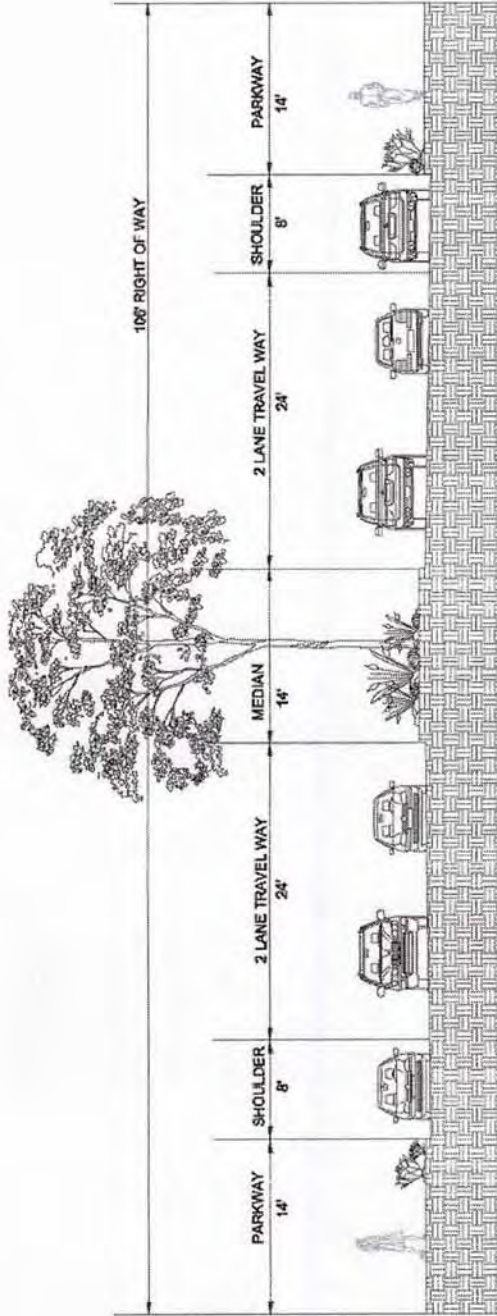 106' RIGHT OF WAY
PARKWAY
14'
SHOULDER
8'
2 LANE TRAVEL WAY
24'
MEDIAN
14'
2 LANE TRAVEL WAY
24'
SHOULDER
8'
PARKWAY
14'